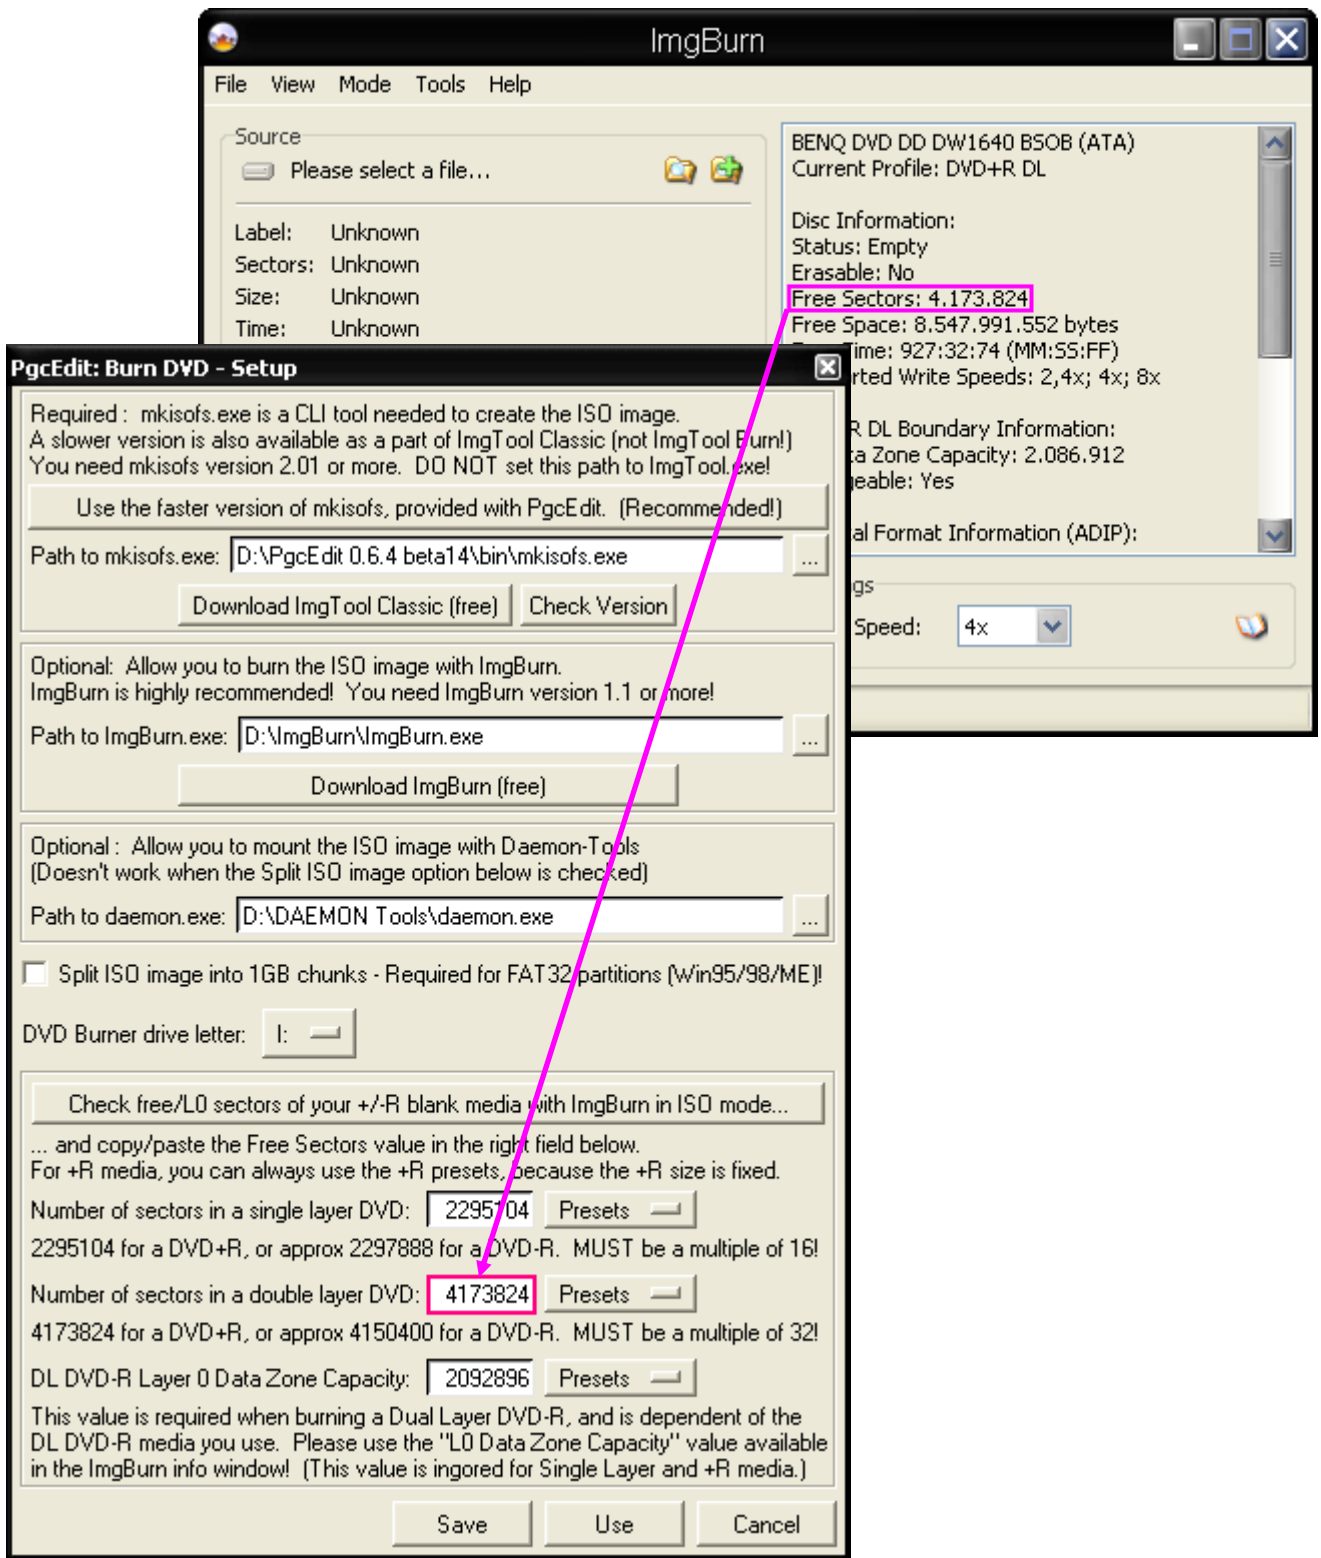 ImgBurn
File View Mode Tools Help
Source
Please select a file...
Label: Unknown
Sectors: Unknown
Size: Unknown
Time: Unknown
BENQ DVD DD DW1640 BSOB (ATA)
Current Profile: DVD+R DL
Disc Information:
Status: Empty
Erasable: No
Free Sectors: 4.173.824
Free Space: 8.547.991.552 bytes
Time: 927:32:74 (MM:SS:FF)
rted Write Speeds: 2,4x; 4x; 8x
R DL Boundary Information:
a Zone Capacity: 2.086.912
eable: Yes
al Format Information (ADIP):
gs
Speed: 4x
PgcEdit: Burn DVD - Setup
Required : mkisofs.exe is a CLI tool needed to create the ISO image.
A slower version is also available as a part of ImgTool Classic (not ImgTool Burn!)
You need mkisofs version 2.01 or more. DO NOT set this path to ImgTool.exe!
Use the faster version of mkisofs, provided with PgcEdit. (Recommended!)
Path to mkisofs.exe: D:\PgcEdit 0.6.4 beta14\bin\mkisofs.exe ...
Download ImgTool Classic (free) Check Version
Optional: Allow you to burn the ISO image with ImgBurn.
ImgBurn is highly recommended! You need ImgBurn version 1.1 or more!
Path to ImgBurn.exe: D:\ImgBurn\ImgBurn.exe ...
Download ImgBurn (free)
Optional : Allow you to mount the ISO image with Daemon-Tools
(Doesn't work when the Split ISO image option below is checked)
Path to daemon.exe: D:\DAEMON Tools\daemon.exe ...
Split ISO image into 1GB chunks - Required for FAT32 partitions (Win95/98/ME)!
DVD Burner drive letter: I:
Check free/L0 sectors of your +/-R blank media with ImgBurn in ISO mode...
... and copy/paste the Free Sectors value in the right field below.
For +R media, you can always use the +R presets, because the +R size is fixed.
Number of sectors in a single layer DVD: 2295104 Presets
2295104 for a DVD+R, or approx 2297888 for a DVD-R. MUST be a multiple of 16!
Number of sectors in a double layer DVD: 4173824 Presets
4173824 for a DVD+R, or approx 4150400 for a DVD-R. MUST be a multiple of 32!
DL DVD-R Layer 0 Data Zone Capacity: 2092896 Presets
This value is required when burning a Dual Layer DVD-R, and is dependent of the
DL DVD-R media you use. Please use the "L0 Data Zone Capacity" value available
in the ImgBurn info window! (This value is ingored for Single Layer and +R media.)
Save Use Cancel